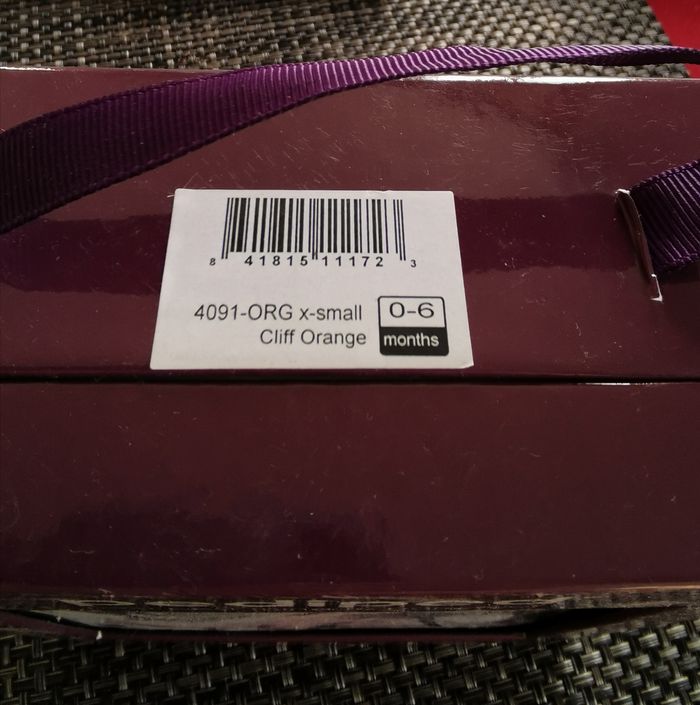 8 41815 11172 3
4091-ORG x-small
Cliff Orange
0-6
months